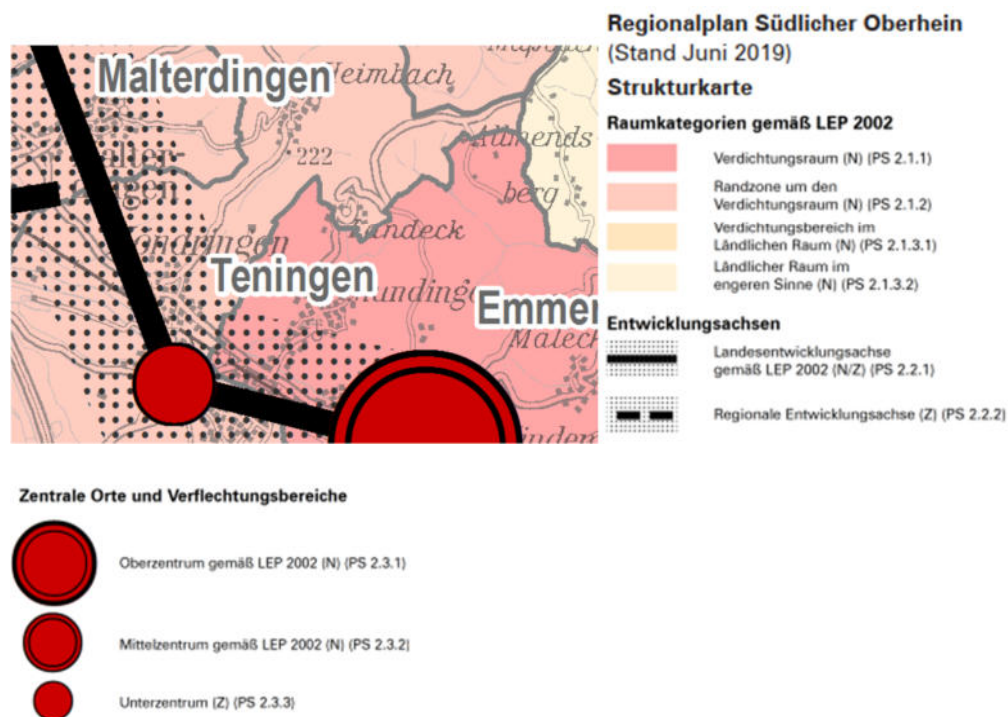 Regionalplan Südlicher Oberhein
(Stand Juni 2019)
Strukturkarte
Raumkategorien gemäß LEP 2002
Verdichtungsraum (N) (PS 2.1.1)
Randzone um den
Verdichtungsraum (N) (PS 2.1.2)
Verdichtungsbereich im
Ländlichen Raum (N) (PS 2.1.3.1)
Ländlicher Raum im
engeren Sinne (N) (PS 2.1.3.2)
Entwicklungsachsen
Landesentwicklungsachse
gemäß LEP 2002 (N/Z) (PS 2.2.1)
Regionale Entwicklungsachse (Z) (PS 2.2.2)
Malterdingen
Heimbach
222
Allmends
berg
Landeck
Teningen
Emmer
Maleck
Zentrale Orte und Verflechtungsbereiche
Oberzentrum gemäß LEP 2002 (N) (PS 2.3.1)
Mittelzentrum gemäß LEP 2002 (N) (PS 2.3.2)
Unterzentrum (Z) (PS 2.3.3)